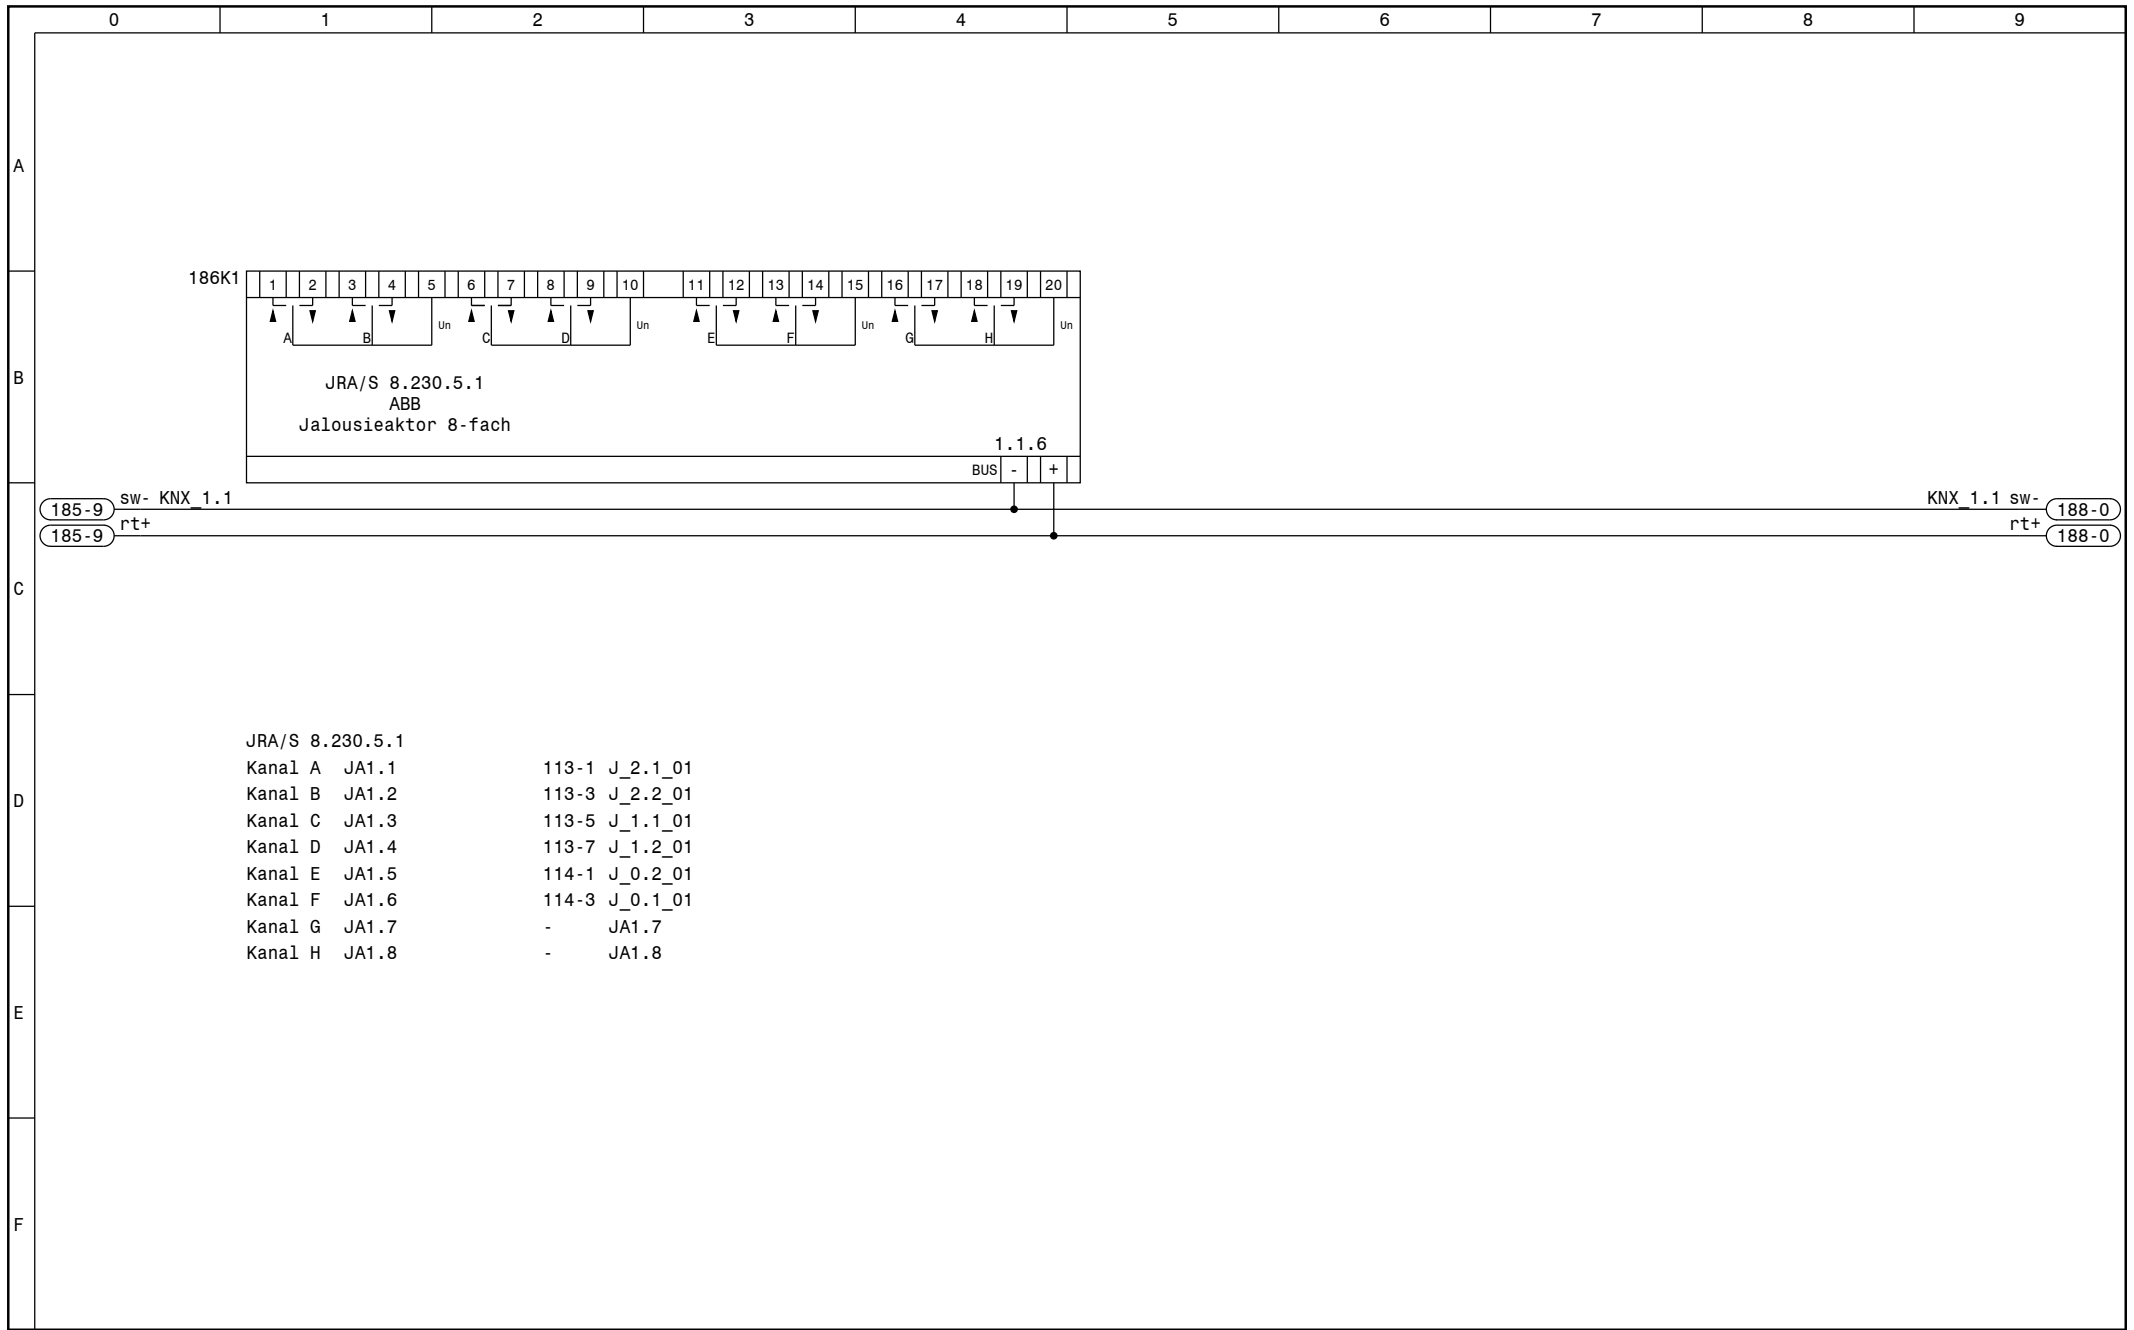 0 1 2 3 4 5 6 7 8 9
A
186K1 1 2 3 4 5 6 7 8 9 10 11 12 13 14 15 16 17 18 19 20
Un Un Un Un
A B C D E F G H
B
JRA/S 8.230.5.1
ABB
Jalousieaktor 8-fach
1.1.6
BUS - +
sw- KNX_1.1 KNX_1.1 sw-
185-9 188-0
rt+ rt+
185-9 188-0
C
JRA/S 8.230.5.1
Kanal A JA1.1 113-1 J_2.1_01
Kanal B JA1.2 113-3 J_2.2_01
D
Kanal C JA1.3 113-5 J_1.1_01
Kanal D JA1.4 113-7 J_1.2_01
Kanal E JA1.5 114-1 J_0.2_01
Kanal F JA1.6 114-3 J_0.1_01
Kanal G JA1.7 - JA1.7
Kanal H JA1.8 - JA1.8
E
F